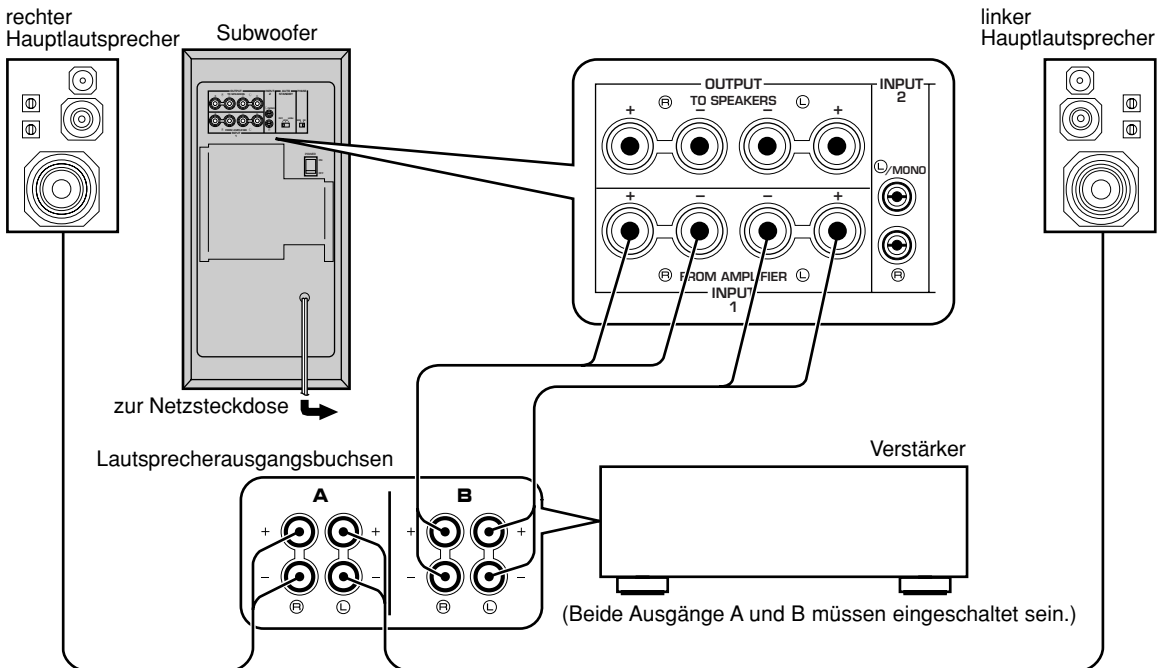 rechter
Hauptlautsprecher
Subwoofer
linker
Hauptlautsprecher
OUTPUT
TO SPEAKERS
INPUT
2
R
L
+ − − +
L/MONO
+ − − +
R FROM AMPLIFIER L
R
INPUT
1
zur Netzsteckdose
Lautsprecherausgangsbuchsen
Verstärker
A
B
+ + + +
− − − −
R L R L
(Beide Ausgänge A und B müssen eingeschaltet sein.)